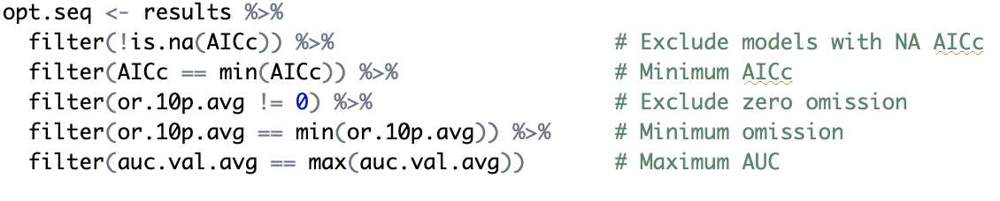 opt.seq <- results %>%
  filter(!is.na(AICc)) %>%                      # Exclude models with NA AICc
  filter(AICc == min(AICc)) %>%                 # Minimum AICc
  filter(or.10p.avg != 0) %>%                   # Exclude zero omission
  filter(or.10p.avg == min(or.10p.avg)) %>%     # Minimum omission
  filter(auc.val.avg == max(auc.val.avg))       # Maximum AUC